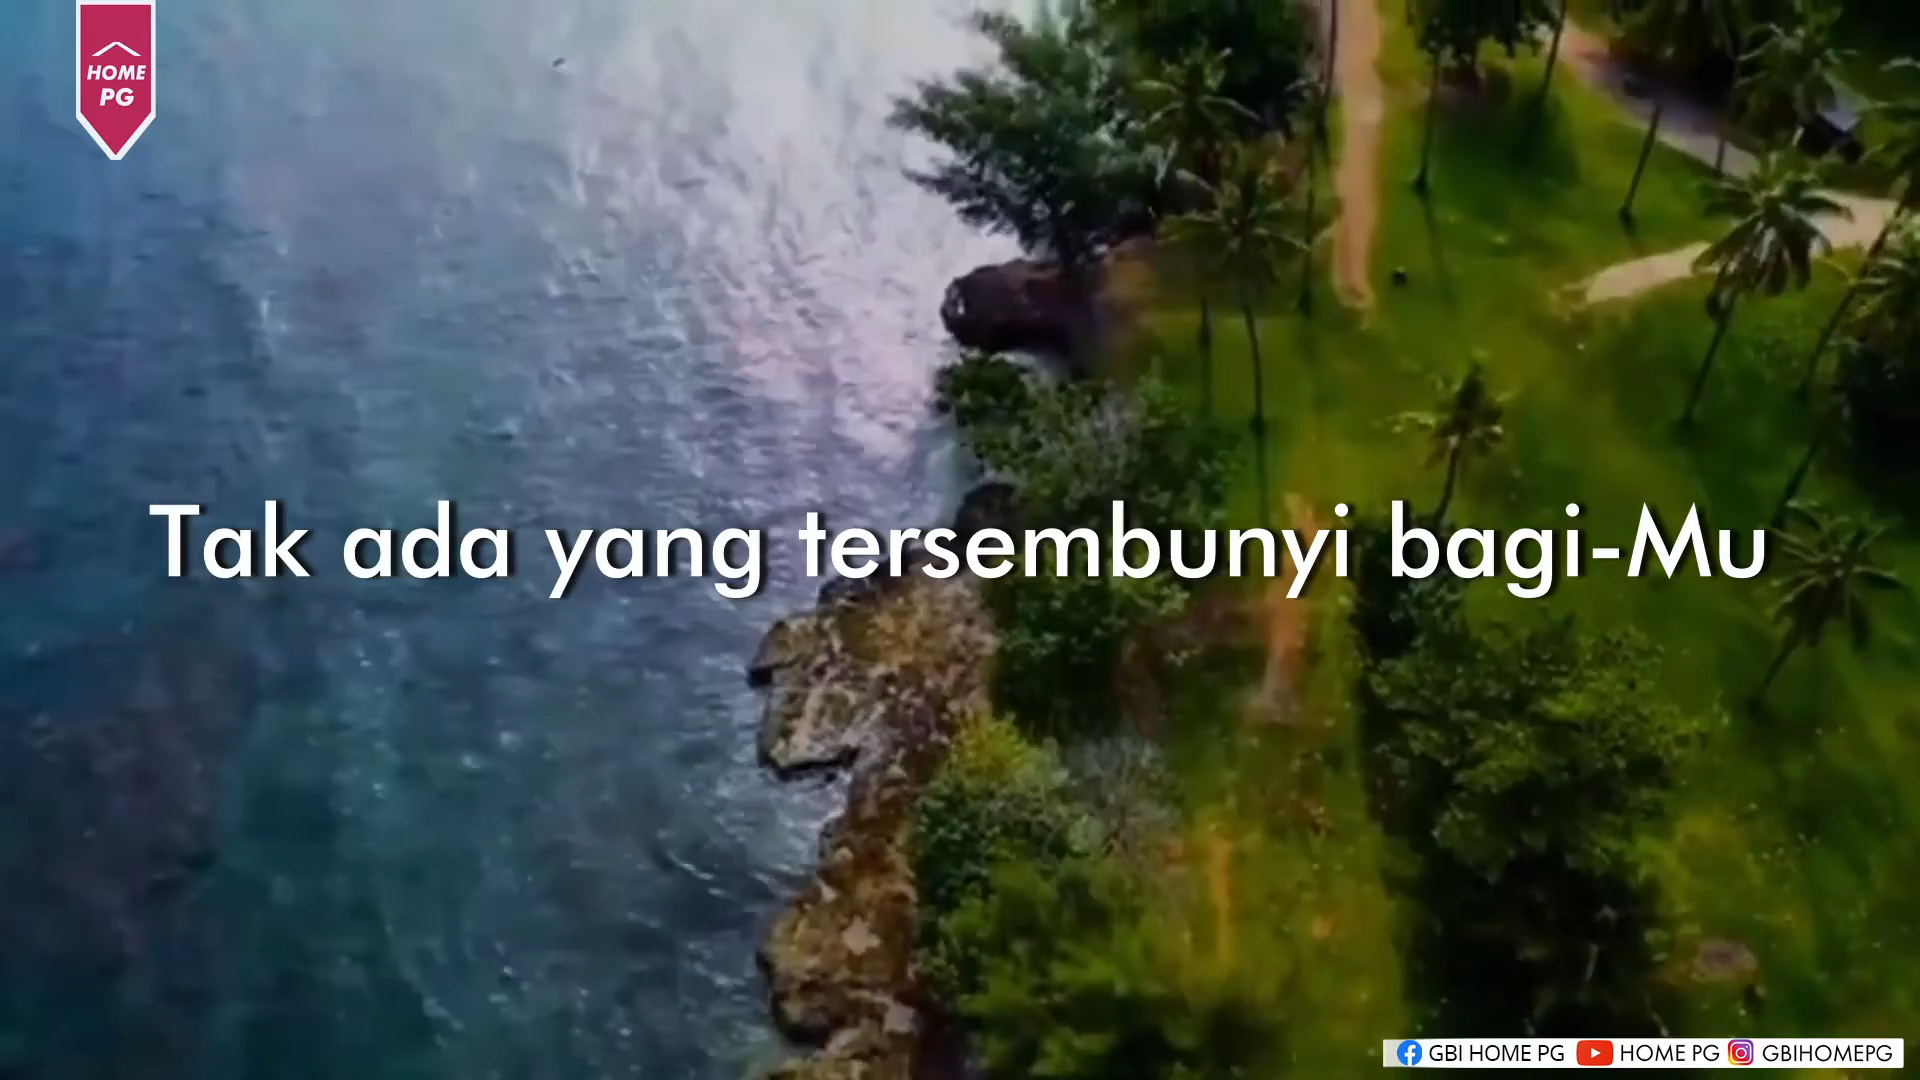 HOME
PG
Tak ada yang tersembunyi bagi-Mu
GBI HOME PG HOME PG GBIHOMEPG